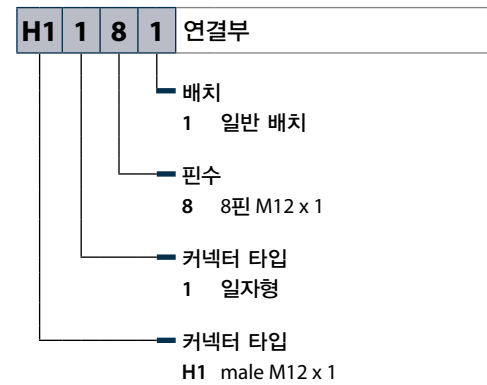 H1 1 8 1 연결부
배치
1 일반 배치
핀수
8 8핀 M12 x 1
커넥터 타입
1 일자형
커넥터 타입
H1 male M12 x 1